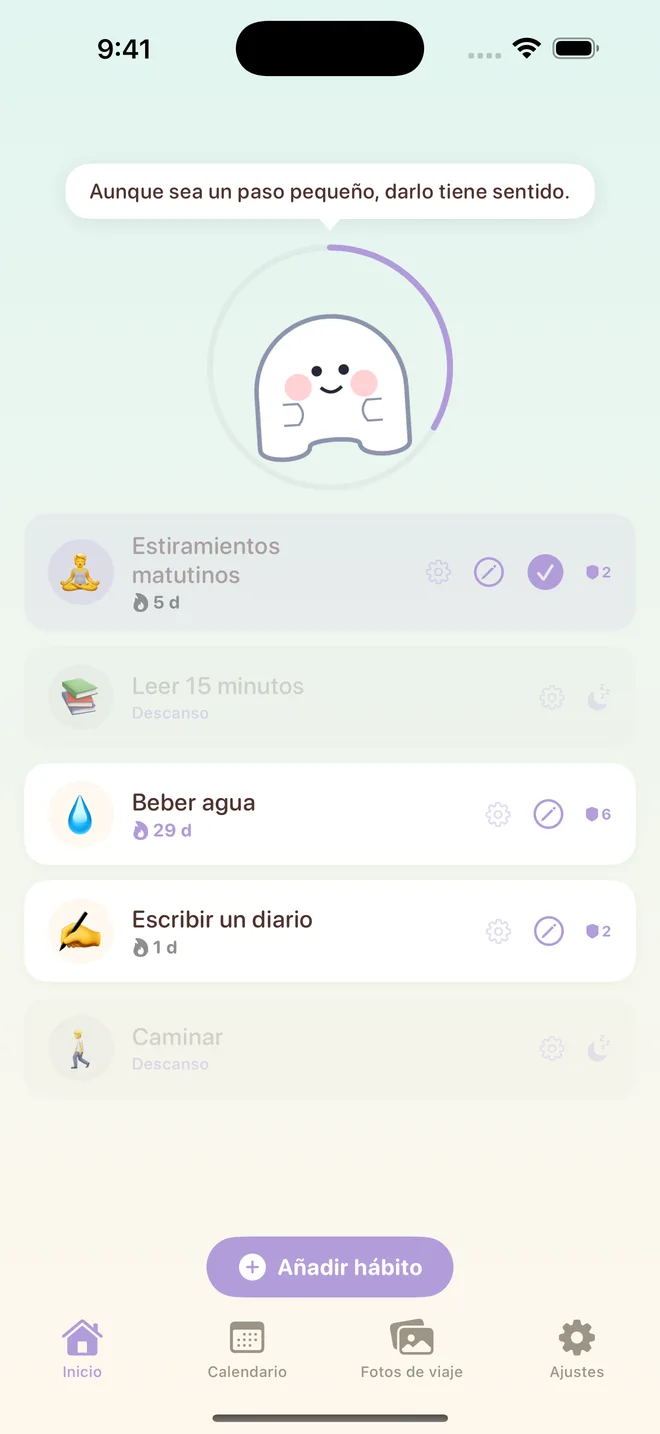 9:41
Aunque sea un paso pequeño, darlo tiene sentido.
Estiramientos
matutinos
5 d
2
Leer 15 minutos
Descanso
Beber agua
29 d
6
Escribir un diario
1 d
2
Caminar
Descanso
Añadir hábito
Inicio
Calendario
Fotos de viaje
Ajustes